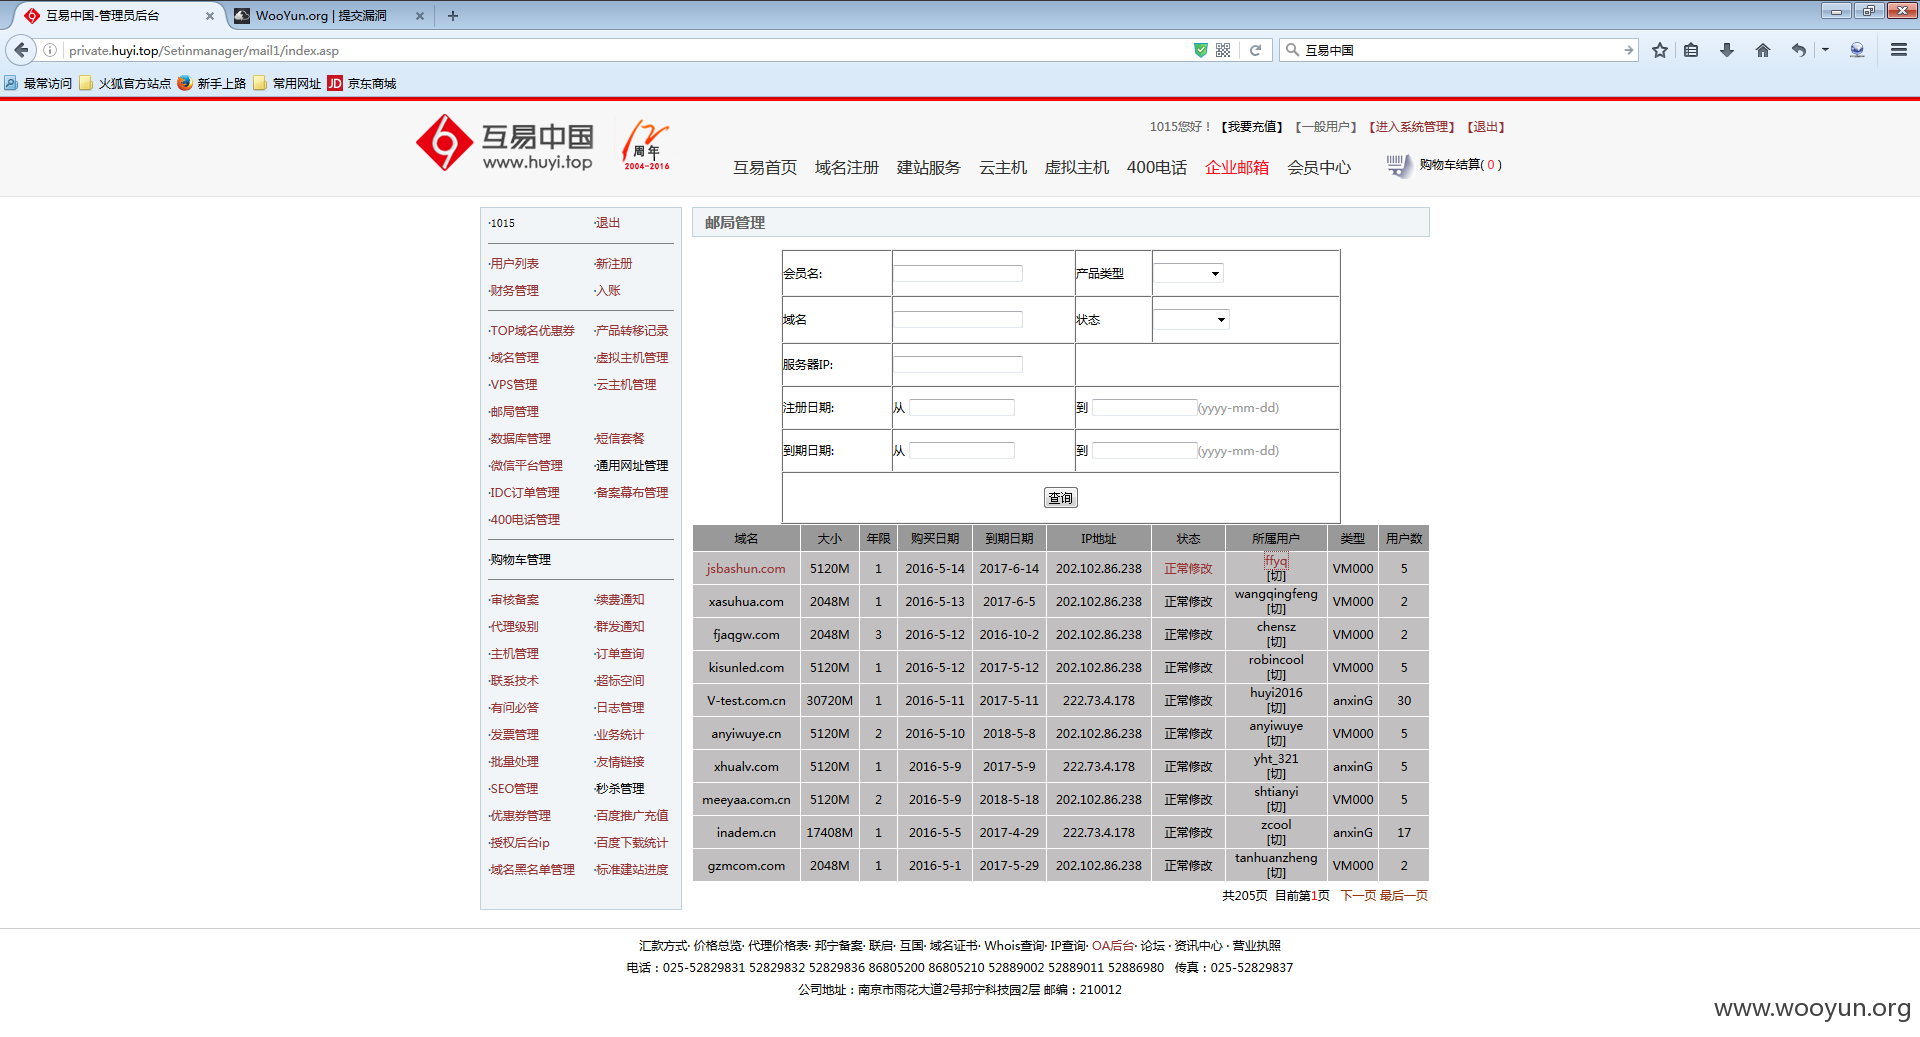 互易中国-管理员后台
WooYun.org | 提交漏洞
private.huyi.top/Setinmanager/mail1/index.asp
互易中国
最常访问 火狐官方站点 新手上路 常用网址 JD 京东商城
互易中国
www.huyi.top
12
周年
2004-2016
1015您好！【我要充值】 【一般用户】 【进入系统管理】 【退出】
互易首页 域名注册 建站服务 云主机 虚拟主机 400电话 企业邮箱 会员中心
购物车结算( 0 )
·1015 ·退出
·用户列表 ·新注册
·财务管理 ·入账
·TOP域名优惠券 ·产品转移记录
·域名管理 ·虚拟主机管理
·VPS管理 ·云主机管理
·邮局管理
·数据库管理 ·短信套餐
·微信平台管理 ·通用网址管理
·IDC订单管理 ·备案幕布管理
·400电话管理
·购物车管理
·审核备案 ·续费通知
·代理级别 ·群发通知
·主机管理 ·订单查询
·联系技术 ·超标空间
·有问必答 ·日志管理
·发票管理 ·业务统计
·批量处理 ·友情链接
·SEO管理 ·秒杀管理
·优惠券管理 ·百度推广充值
·授权后台ip ·百度下载统计
·域名黑名单管理 ·标准建站进度
邮局管理
会员名: 产品类型
域名 状态
服务器IP:
注册日期: 从 到 (yyyy-mm-dd)
到期日期: 从 到 (yyyy-mm-dd)
查询
域名 大小 年限 购买日期 到期日期 IP地址 状态 所属用户 类型 用户数
jsbashun.com 5120M 1 2016-5-14 2017-6-14 202.102.86.238 正常修改 ffyq [切] VM000 5
xasuhua.com 2048M 1 2016-5-13 2017-6-5 202.102.86.238 正常修改 wangqingfeng [切] VM000 2
fjaqgw.com 2048M 3 2016-5-12 2016-10-2 202.102.86.238 正常修改 chensz [切] VM000 2
kisunled.com 5120M 1 2016-5-12 2017-5-12 202.102.86.238 正常修改 robincool [切] VM000 5
V-test.com.cn 30720M 1 2016-5-11 2017-5-11 222.73.4.178 正常修改 huyi2016 [切] anxinG 30
anyiwuye.cn 5120M 2 2016-5-10 2018-5-8 202.102.86.238 正常修改 anyiwuye [切] VM000 5
xhualv.com 5120M 1 2016-5-9 2017-5-9 222.73.4.178 正常修改 yht_321 [切] anxinG 5
meeyaa.com.cn 5120M 2 2016-5-9 2018-5-18 202.102.86.238 正常修改 shtianyi [切] VM000 5
inadem.cn 17408M 1 2016-5-5 2017-4-29 222.73.4.178 正常修改 zcool [切] anxinG 17
gzmcom.com 2048M 1 2016-5-1 2017-5-29 202.102.86.238 正常修改 tanhuanzheng [切] VM000 2
共205页 目前第1页 下一页 最后一页
汇款方式· 价格总览· 代理价格表· 邦宁备案· 联启· 互国· 域名证书· Whois查询· IP查询· OA后台· 论坛 · 资讯中心 · 营业执照
电话：025-52829831 52829832 52829836 86805200 86805210 52889002 52889011 52886980 传真：025-52829837
公司地址：南京市雨花大道2号邦宁科技园2层 邮编：210012
www.wooyun.org